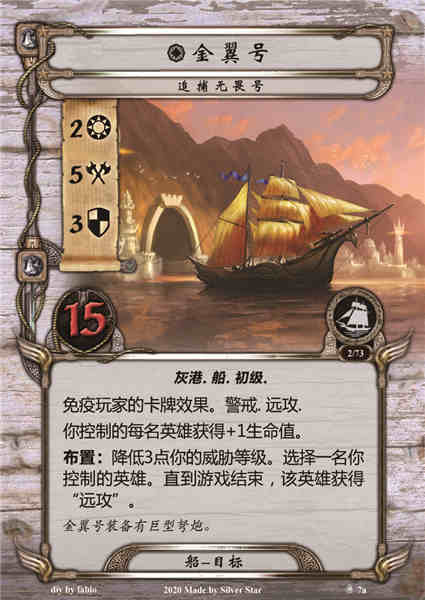 金翼号
追捕无畏号
2
5
3
15
2/73
灰港. 船. 初级.
免疫玩家的卡牌效果。警戒. 远攻.
你控制的每名英雄获得+1生命值。
布置：降低3点你的威胁等级。选择一名你
控制的英雄。直到游戏结束，该英雄获得
“远攻”。
金翼号装备有巨型弩炮。
船-目标
diy by fabio
2020 Made by Silver Star
7a